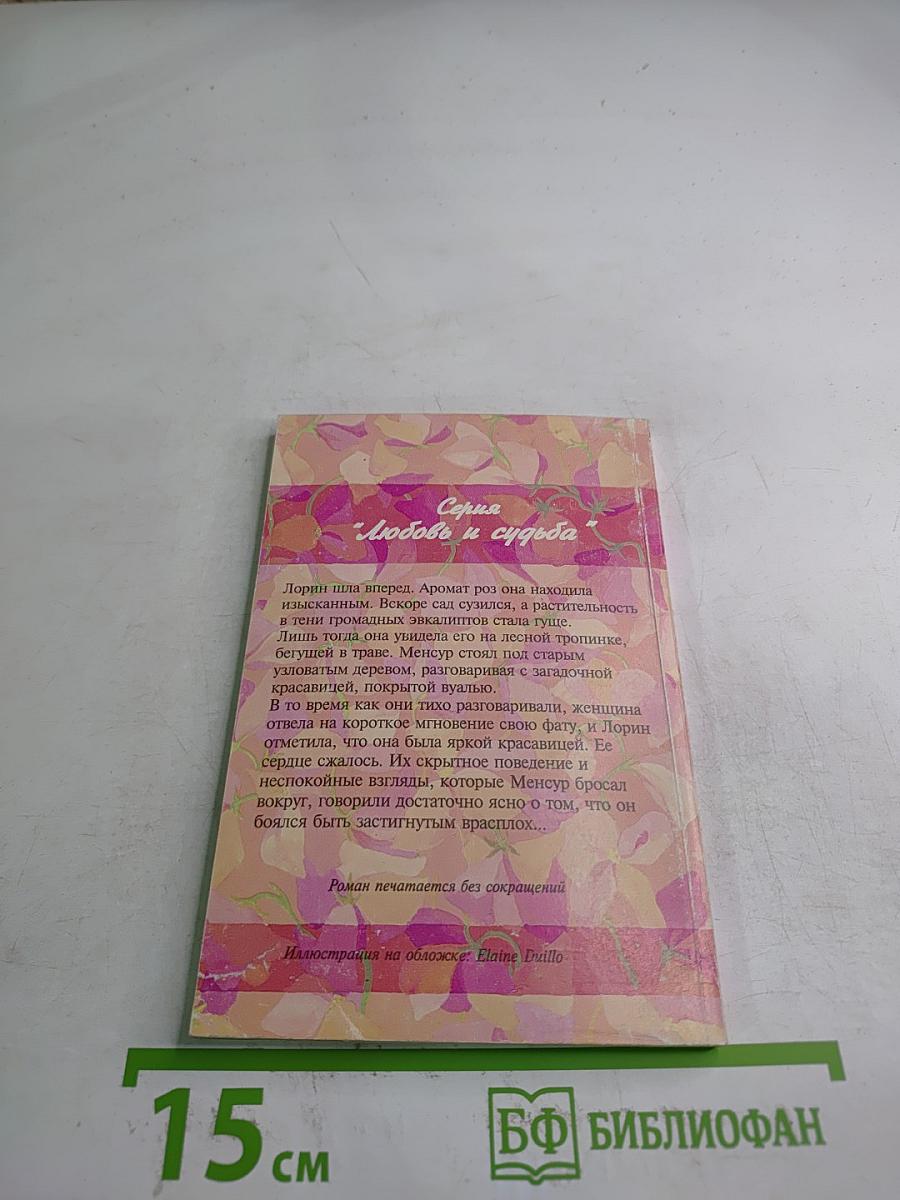 Серия
"Любовь и судьба"
Лорин шла вперед. Аромат роз она находила
изысканным. Вскоре сад сузился, а растительность
в тени громадных эвкалиптов стала гуще.
Лишь тогда она увидела его на лесной тропинке,
бегущей в траве. Менсур стоял под старым
узловатым деревом, разговаривая с загадочной
красавицей, покрытой вуалью.
В то время как они тихо разговаривали, женщина
отвела на короткое мгновение свою фату, и Лорин
отметила, что она была яркой красавицей. Ее
сердце сжалось. Их скрытное поведение и
неспокойные взгляды, которые Менсур бросал
вокруг, говорили достаточно ясно о том, что он
боялся быть застигнутым врасплох...
Роман печатается без сокращений
Иллюстрация на обложке: Elaine Duillo
15 см
БФ БИБЛИОФАН